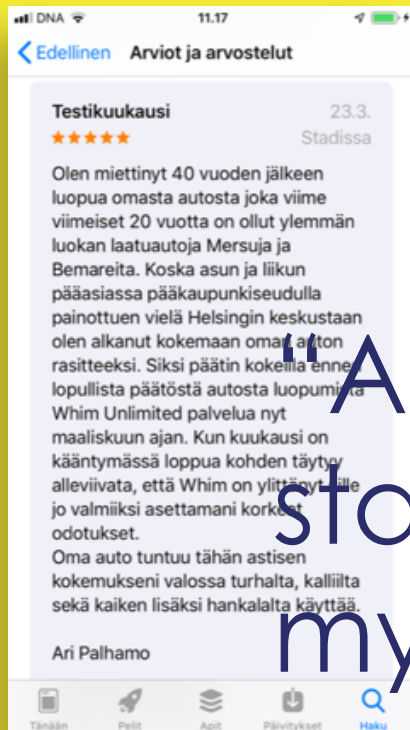 DNA
11.17
Edellinen
Arviot ja arvostelut
Testikuukausi
23.3.
Stadissa
Olen miettinyt 40 vuoden jälkeen
luopua omasta autosta joka viime
viimeiset 20 vuotta on ollut ylemmän
luokan laatuautoja Mersuja ja
Bemareita. Koska asun ja liikun
pääasiassa pääkaupunkiseudulla
painottuen vielä Helsingin keskustaan
olen alkanut kokemaan oman auton
rasitteeksi. Siksi päätin kokeilla ennen
lopullista päätöstä autosta luopumista
Whim Unlimited palvelua nyt
maaliskuun ajan. Kun kuukausi on
kääntymässä loppua kohden täytyy
alleviivata, että Whim on ylittänyt sille
jo valmiiksi asettamani korkeat
odotukset.
Oma auto tuntuu tähän astisen
kokemukseni valossa turhalta, kalliilta
sekä kaiken lisäksi hankalalta käyttää.
Ari Palhamo
"A
sto
my
Tänään
Pelit
Apit
Päivitykset
Haku